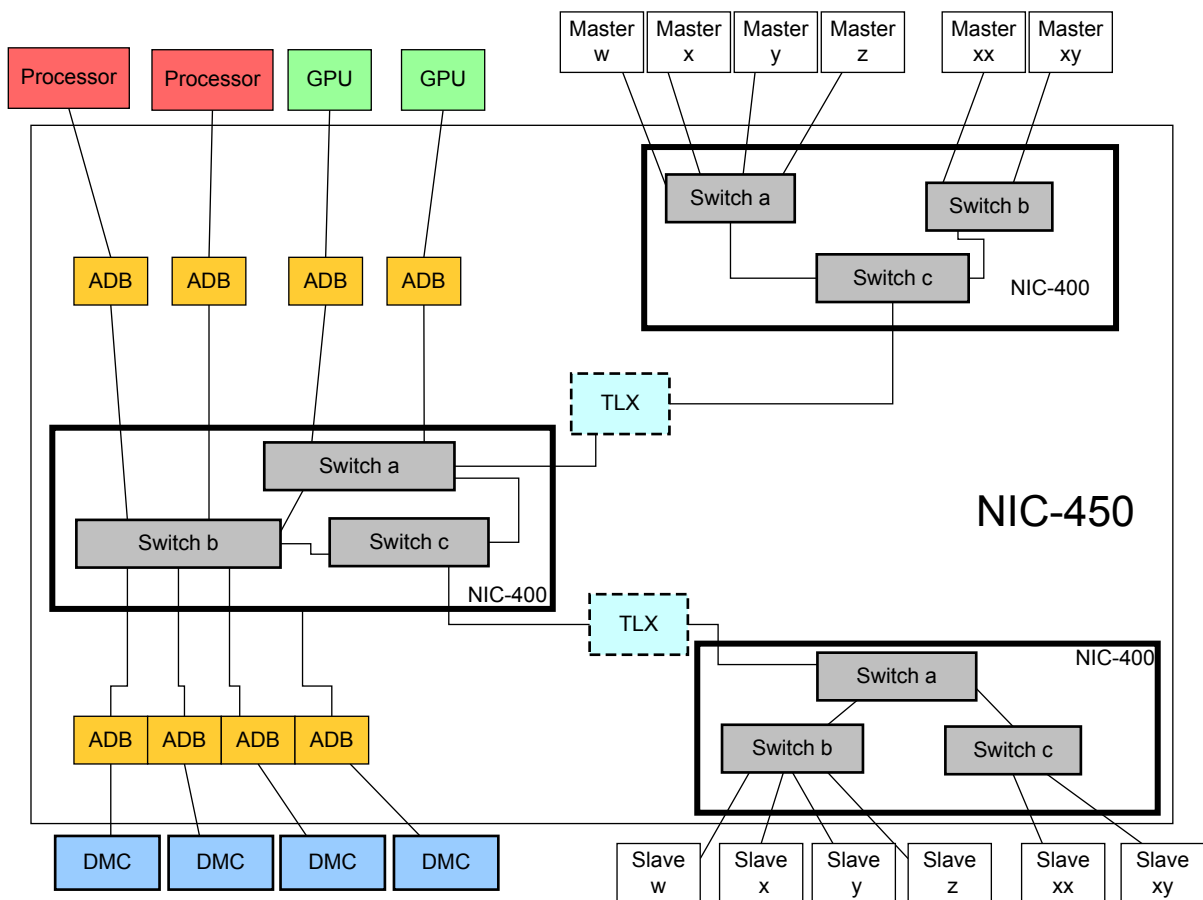 Master
w
Master
x
Master
y
Master
z
Master
xx
Master
xy
Processor
Processor
GPU
GPU
Switch a
Switch b
Switch c
NIC-400
ADB
ADB
ADB
ADB
TLX
Switch a
Switch b
Switch c
NIC-400
NIC-450
TLX
NIC-400
Switch a
Switch b
Switch c
ADB
ADB
ADB
ADB
DMC
DMC
DMC
DMC
Slave
w
Slave
x
Slave
y
Slave
z
Slave
xx
Slave
xy